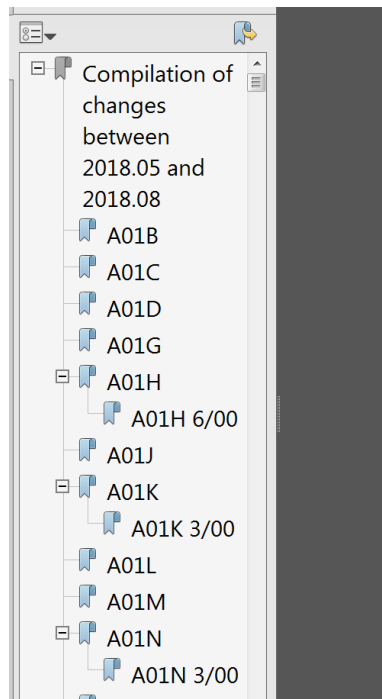 Compilation of
changes
between
2018.05 and
2018.08
A01B
A01C
A01D
A01G
A01H
A01H 6/00
A01J
A01K
A01K 3/00
A01L
A01M
A01N
A01N 3/00